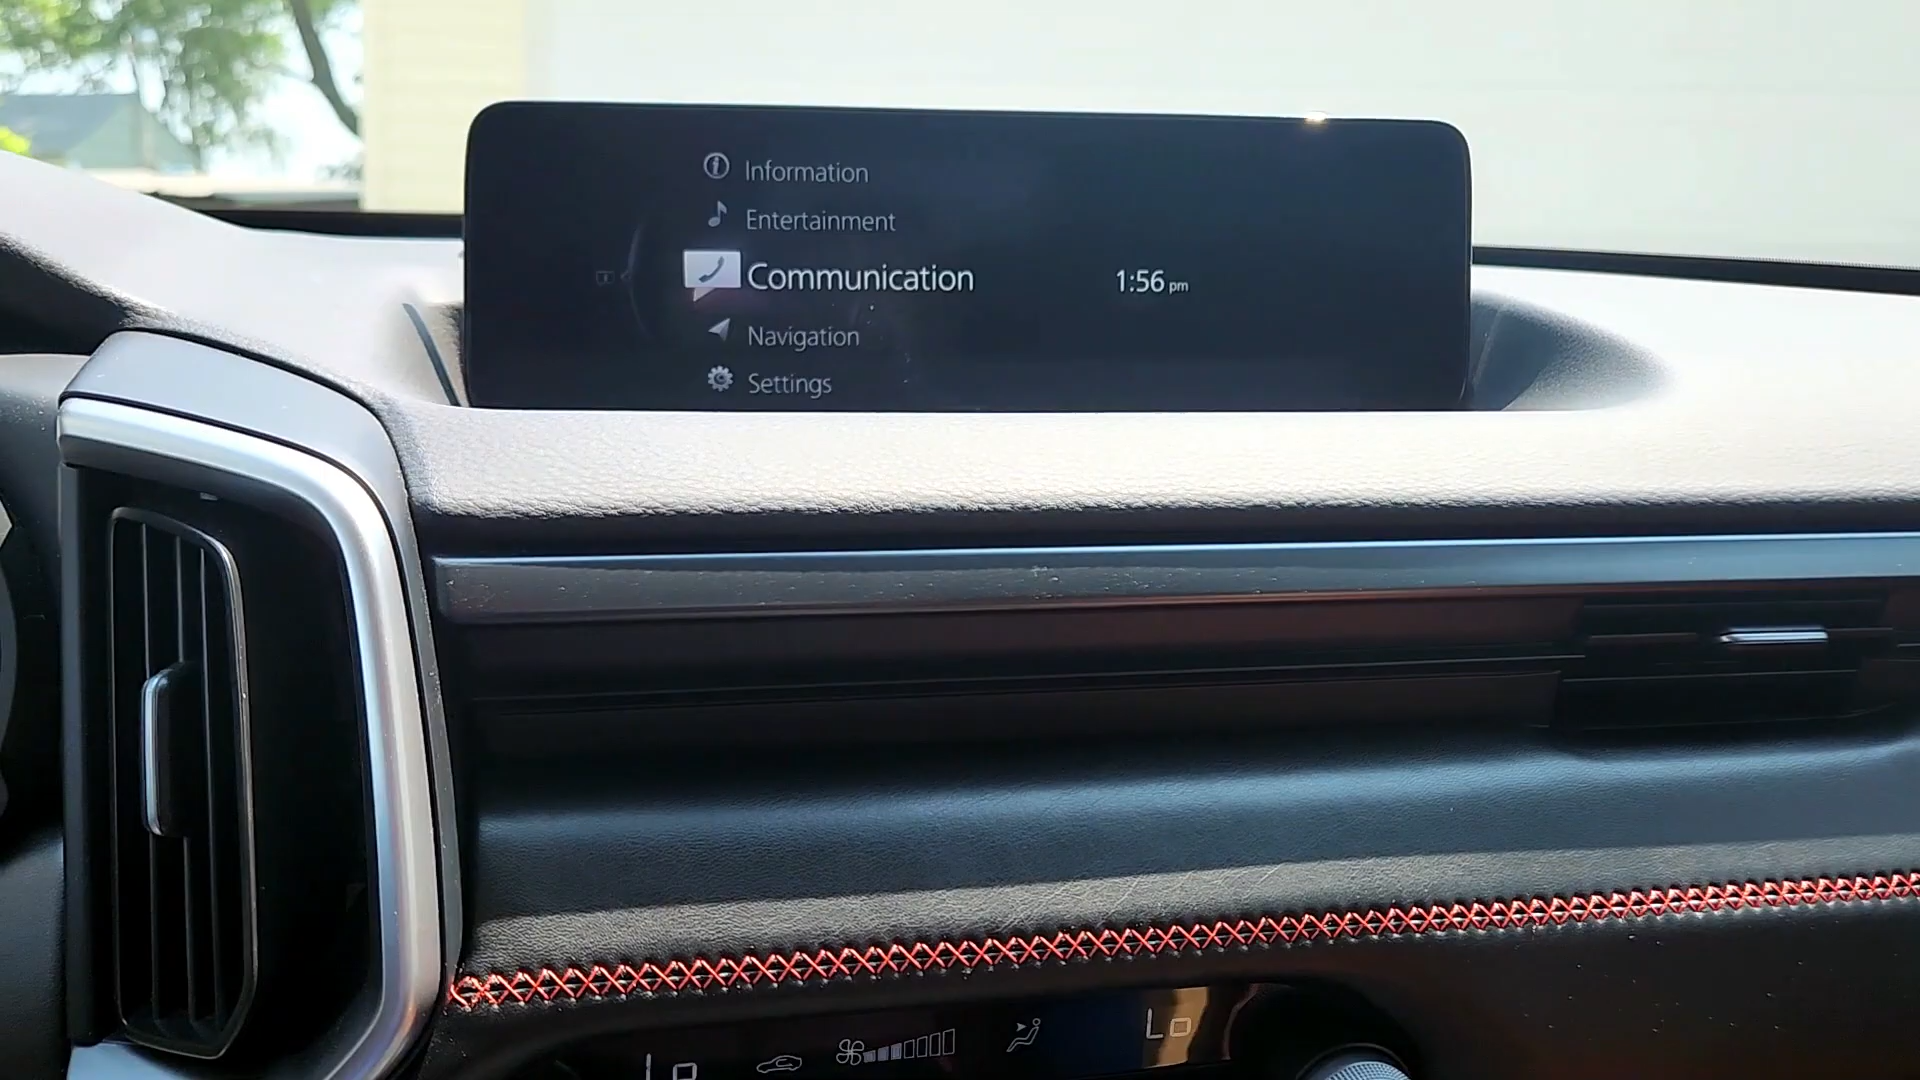 Information
Entertainment
Communication
1:56 pm
Navigation
Settings
Lo
Lo